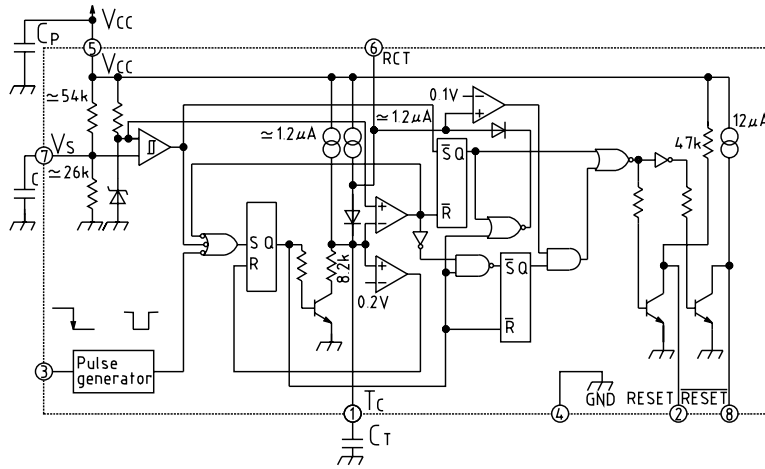 CP
VCC
5
6
VCC
RCT
≃54k
≃1.2μA
≃1.2μA
0.1V
−
+
12μA
47k
7
VS
C
≃26k
S̅ Q
R̅
+
−
S Q
R
8.2k
+
−
0.2V
S̅ Q
R̅
3
Pulse
generator
TC
1
CT
4
GND
RESET
2
R̅E̅S̅E̅T̅
8